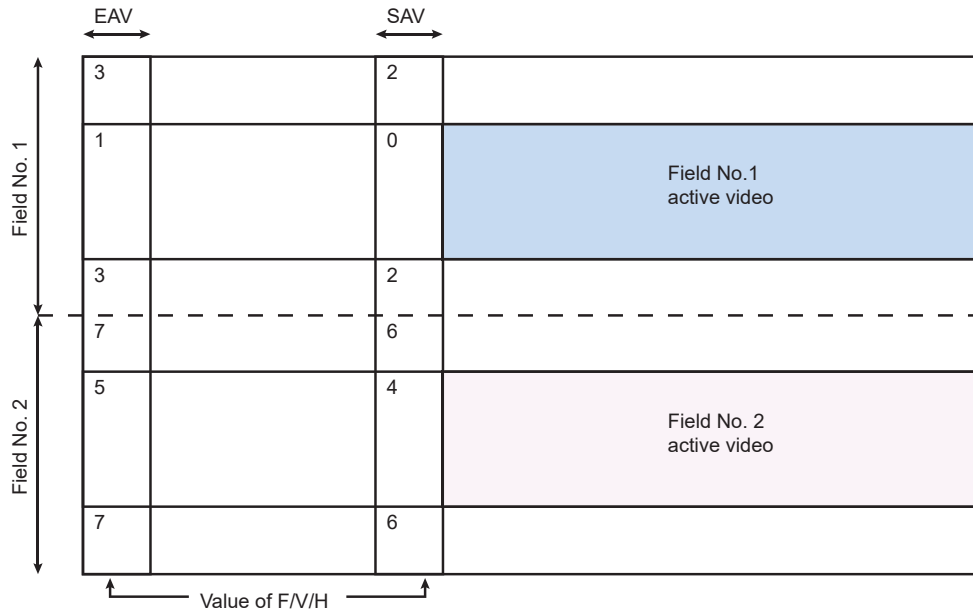 EAV
SAV
3
2
1
0
Field No.1
active video
Field No. 1
3
2
7
6
5
4
Field No. 2
active video
Field No. 2
7
6
Value of F/V/H